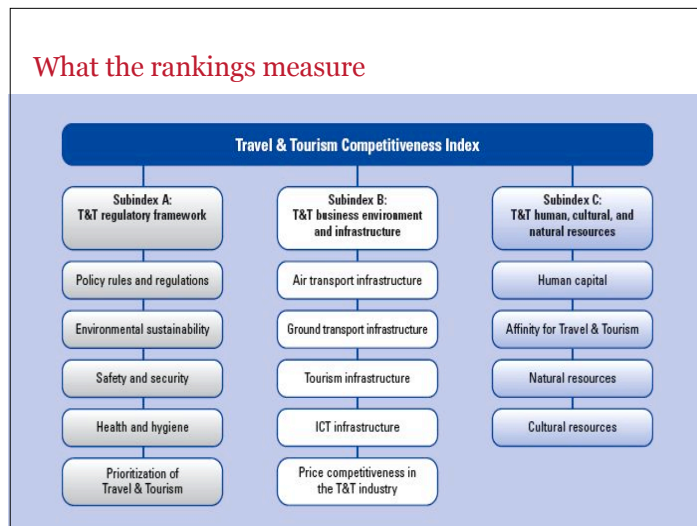 What the rankings measure
Travel & Tourism Competitiveness Index
Subindex A:
T&T regulatory framework
Policy rules and regulations
Environmental sustainability
Safety and security
Health and hygiene
Prioritization of
Travel & Tourism
Subindex B:
T&T business environment
and infrastructure
Air transport infrastructure
Ground transport infrastructure
Tourism infrastructure
ICT infrastructure
Price competitiveness in
the T&T industry
Subindex C:
T&T human, cultural, and
natural resources
Human capital
Affinity for Travel & Tourism
Natural resources
Cultural resources